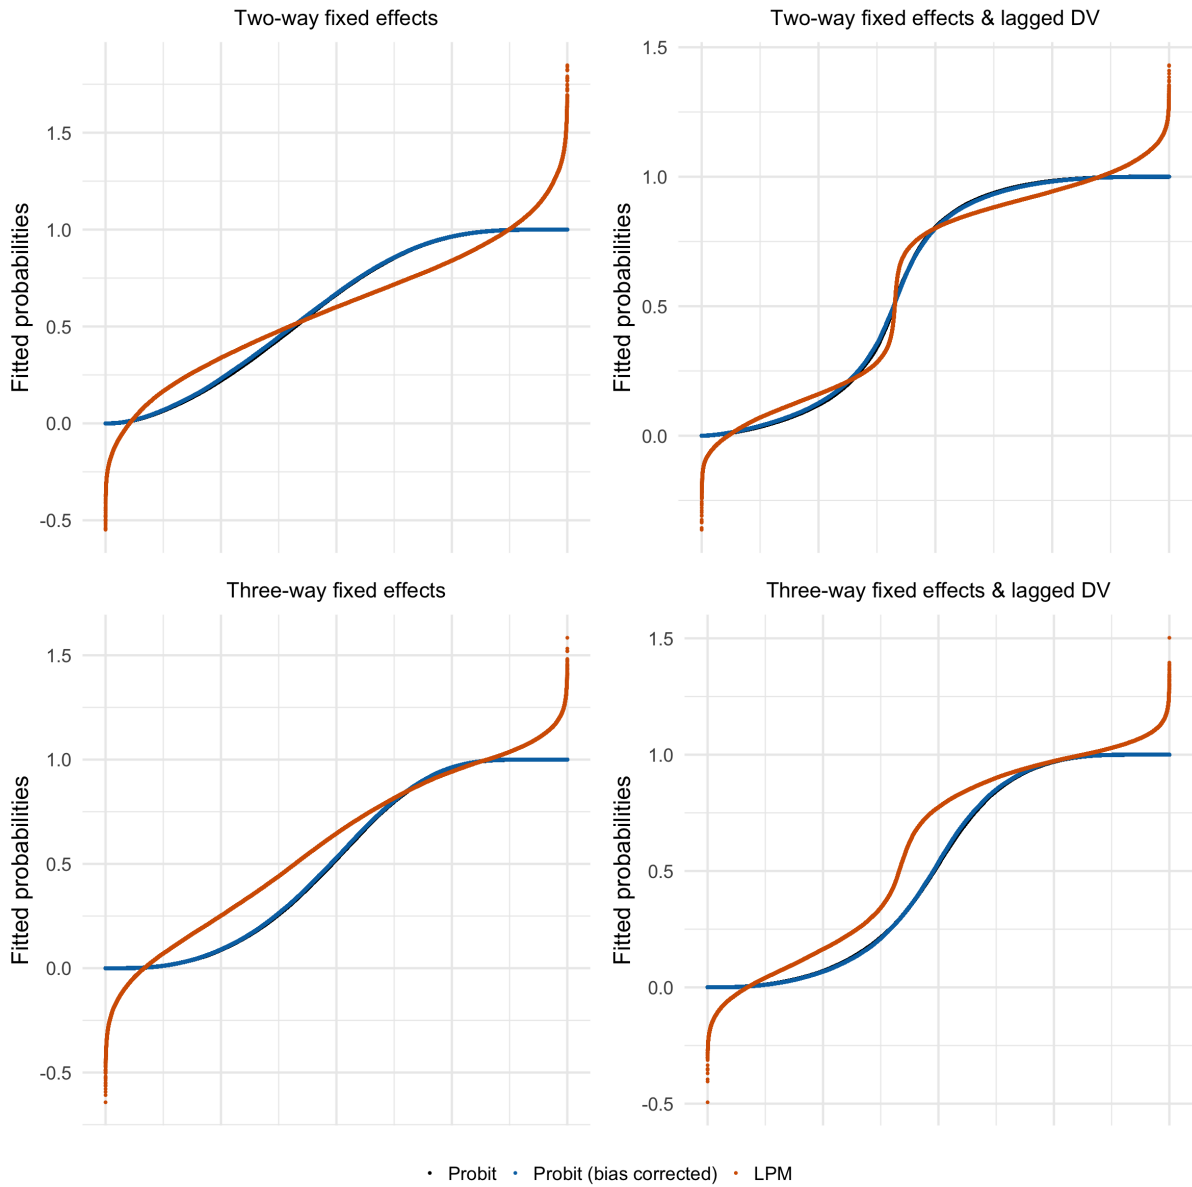 Two-way fixed effects
Two-way fixed effects & lagged DV
Fitted probabilities
1.5
1.0
0.5
0.0
-0.5
Fitted probabilities
1.5
1.0
0.5
0.0
Three-way fixed effects
Three-way fixed effects & lagged DV
Fitted probabilities
1.5
1.0
0.5
0.0
-0.5
Fitted probabilities
1.5
1.0
0.5
0.0
-0.5
Probit Probit (bias corrected) LPM